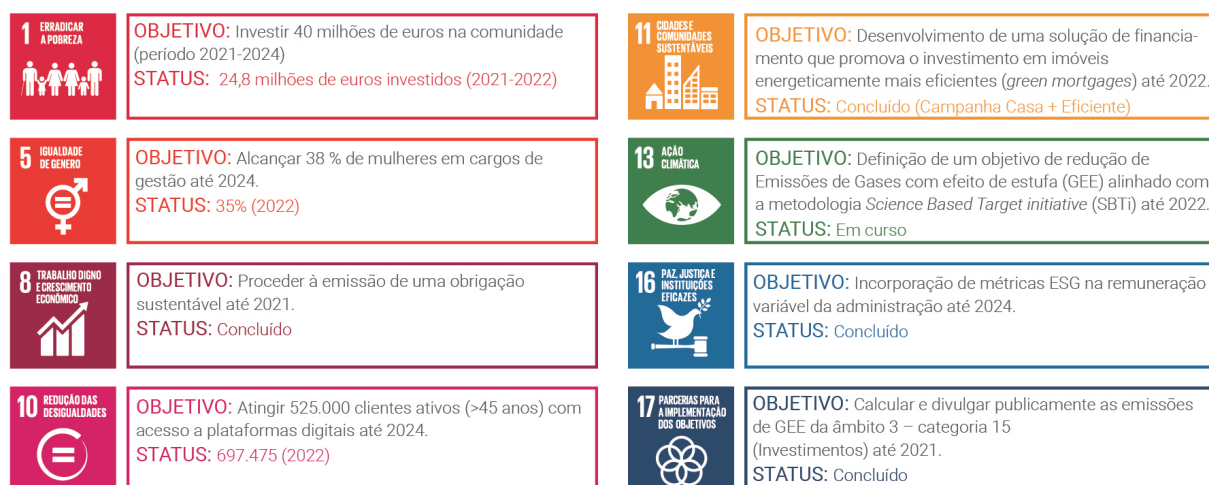 1 ERRADICAR
A POBREZA
OBJETIVO: Investir 40 milhões de euros na comunidade
(período 2021-2024)
STATUS: 24,8 milhões de euros investidos (2021-2022)
5 IGUALDADE
DE GENERO
OBJETIVO: Alcançar 38 % de mulheres em cargos de
gestão até 2024.
STATUS: 35% (2022)
8 TRABALHO DIGNO
E CRESCIMENTO
ECONÓMICO
OBJETIVO: Proceder à emissão de uma obrigação
sustentável até 2021.
STATUS: Concluído
10 REDUÇÃO DAS
DESIGUALDADES
OBJETIVO: Atingir 525.000 clientes ativos (>45 anos) com
acesso a plataformas digitais até 2024.
STATUS: 697.475 (2022)
11 CIDADES E
COMUNIDADES
SUSTENTÁVEIS
OBJETIVO: Desenvolvimento de uma solução de financia-
mento que promova o investimento em imóveis
energeticamente mais eficientes (green mortgages) até 2022.
STATUS: Concluído (Campanha Casa + Eficiente)
13 AÇÃO
CLIMÁTICA
OBJETIVO: Definição de um objetivo de redução de
Emissões de Gases com efeito de estufa (GEE) alinhado com
a metodologia Science Based Target initiative (SBTi) até 2022.
STATUS: Em curso
16 PAZ, JUSTIÇA E
INSTITUIÇÕES
EFICAZES
OBJETIVO: Incorporação de métricas ESG na remuneração
variável da administração até 2024.
STATUS: Concluído
17 PARCERIAS PARA
A IMPLEMENTAÇÃO
DOS OBJETIVOS
OBJETIVO: Calcular e divulgar publicamente as emissões
de GEE da âmbito 3 – categoria 15
(Investimentos) até 2021.
STATUS: Concluído